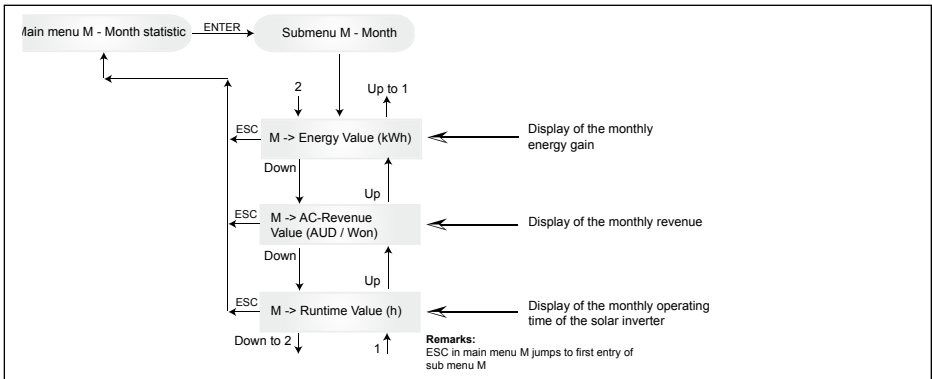 Main menu M - Month statistic
ENTER
Submenu M - Month
2
Up to 1
ESC
M -> Energy Value (kWh)
Display of the monthly
energy gain
Down
Up
ESC
M -> AC-Revenue
Value (AUD / Won)
Display of the monthly revenue
Down
Up
ESC
M -> Runtime Value (h)
Display of the monthly operating
time of the solar inverter
Down to 2
1
Remarks:
ESC in main menu M jumps to first entry of
sub menu M